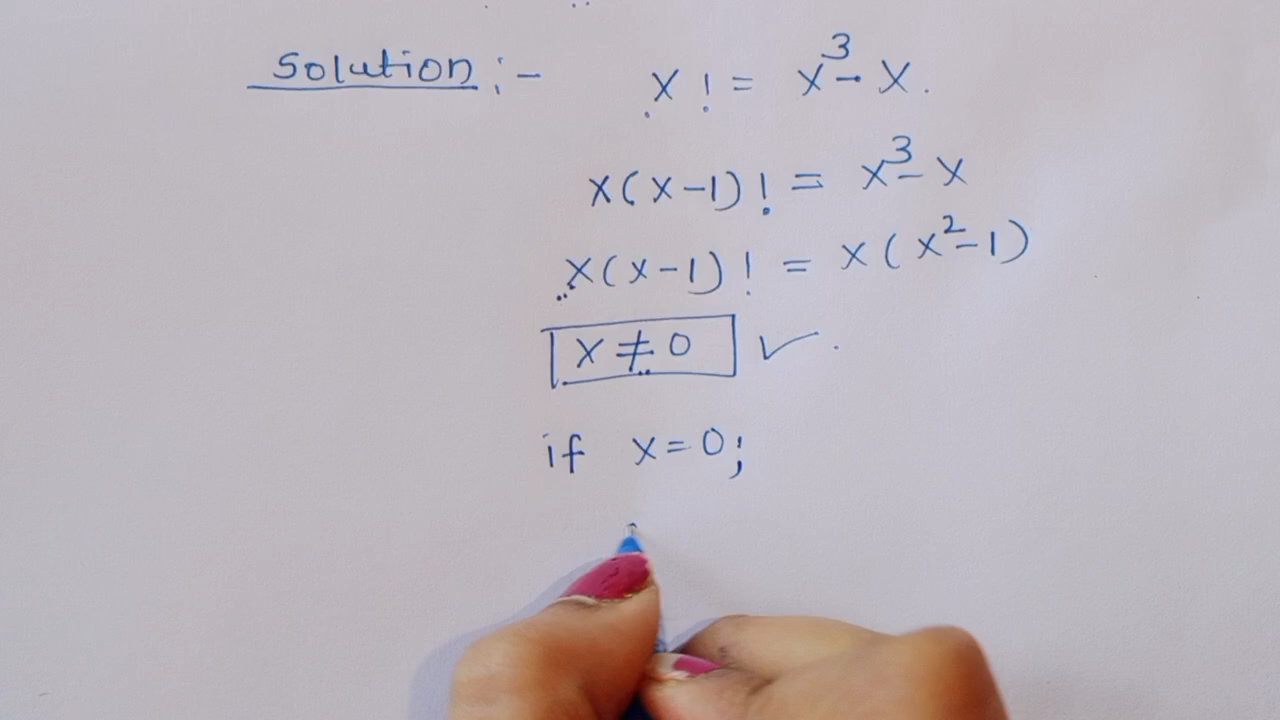 Solution :- x! = x³ - x.
x(x-1)! = x³ - x
x(x-1)! = x(x²-1)
x ≠ 0 ✓.
if x=0;